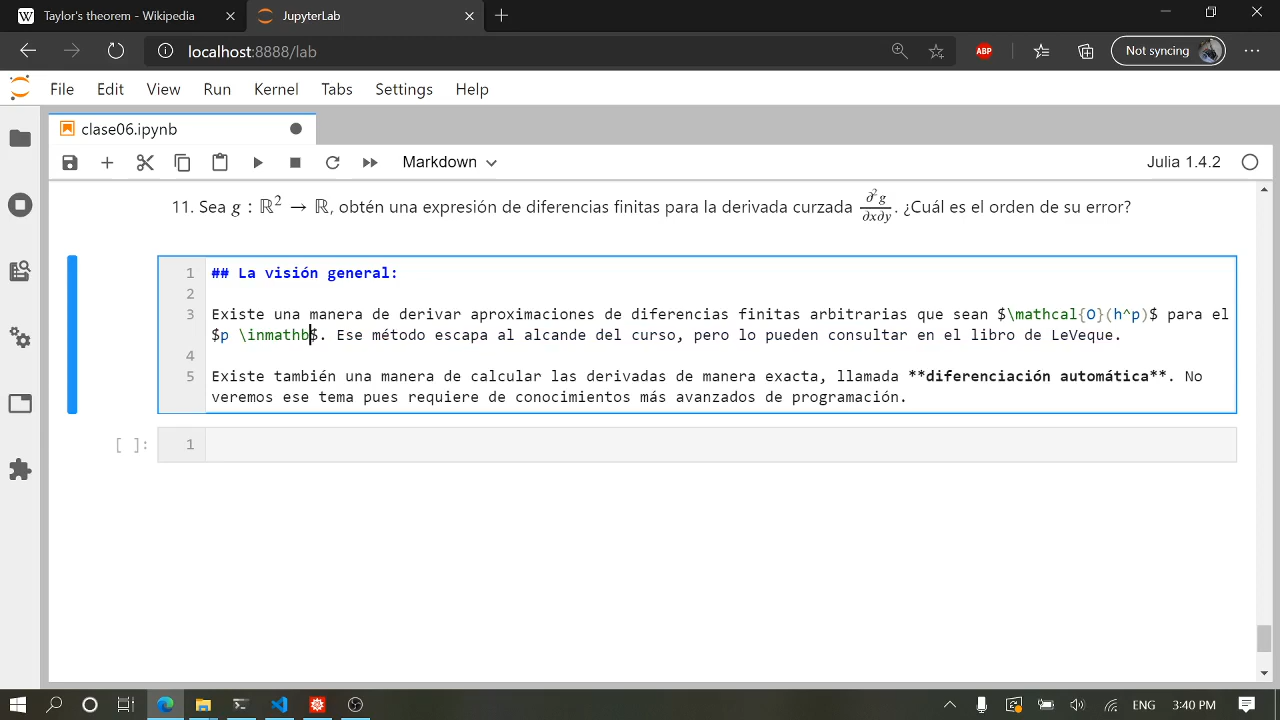 Taylor's theorem - Wikipedia
JupyterLab
localhost:8888/lab
ABP
Not syncing
File Edit View Run Kernel Tabs Settings Help
clase06.ipynb
Markdown
Julia 1.4.2
11. Sea g : ℝ² → ℝ, obtén una expresión de diferencias finitas para la derivada curzada ∂²g/∂x∂y. ¿Cuál es el orden de su error?
1 ## La visión general:
2
3 Existe una manera de derivar aproximaciones de diferencias finitas arbitrarias que sean $\mathcal{O}(h^p)$ para el
$p \inmathb$. Ese método escapa al alcande del curso, pero lo pueden consultar en el libro de LeVeque.
4
5 Existe también una manera de calcular las derivadas de manera exacta, llamada **diferenciación automática**. No
veremos ese tema pues requiere de conocimientos más avanzados de programación.
[ ]: 1
ENG 3:40 PM